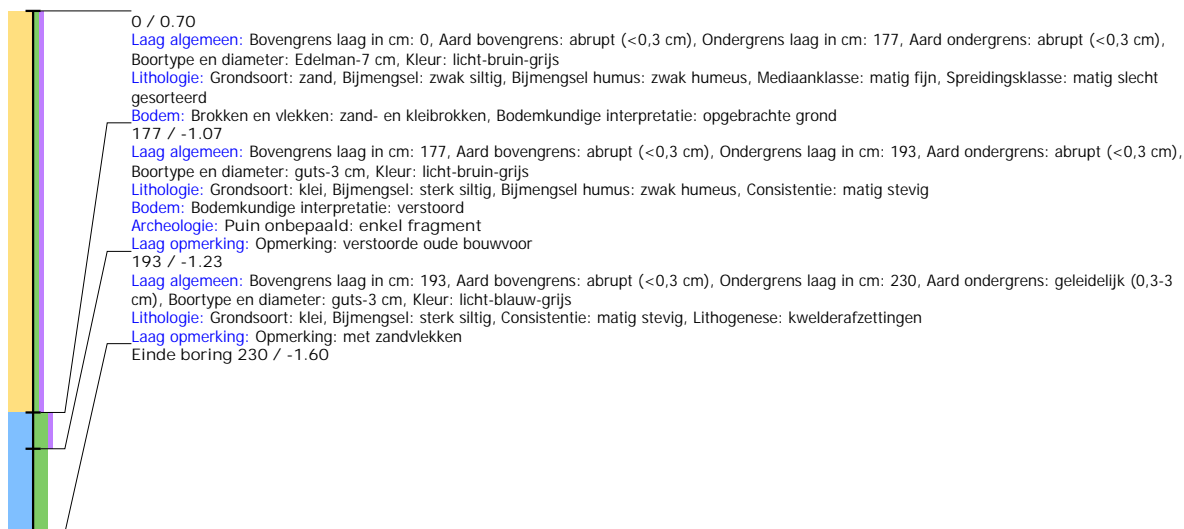 0 / 0.70
Laag algemeen: Bovengrens laag in cm: 0, Aard bovengrens: abrupt (<0,3 cm), Ondergrens laag in cm: 177, Aard ondergrens: abrupt (<0,3 cm),
Boortype en diameter: Edelman-7 cm, Kleur: licht-bruin-grijs
Lithologie: Grondsoort: zand, Bijmengsel: zwak siltig, Bijmengsel humus: zwak humeus, Mediaanklasse: matig fijn, Spreidingsklasse: matig slecht
gesorteerd
Bodem: Brokken en vlekken: zand- en kleibrokken, Bodemkundige interpretatie: opgebrachte grond
177 / -1.07
Laag algemeen: Bovengrens laag in cm: 177, Aard bovengrens: abrupt (<0,3 cm), Ondergrens laag in cm: 193, Aard ondergrens: abrupt (<0,3 cm),
Boortype en diameter: guts-3 cm, Kleur: licht-bruin-grijs
Lithologie: Grondsoort: klei, Bijmengsel: sterk siltig, Bijmengsel humus: zwak humeus, Consistentie: matig stevig
Bodem: Bodemkundige interpretatie: verstoord
Archeologie: Puin onbepaald: enkel fragment
Laag opmerking: Opmerking: verstoorde oude bouwvoor
193 / -1.23
Laag algemeen: Bovengrens laag in cm: 193, Aard bovengrens: abrupt (<0,3 cm), Ondergrens laag in cm: 230, Aard ondergrens: geleidelijk (0,3-3
cm), Boortype en diameter: guts-3 cm, Kleur: licht-blauw-grijs
Lithologie: Grondsoort: klei, Bijmengsel: sterk siltig, Consistentie: matig stevig, Lithogenese: kwelderafzettingen
Laag opmerking: Opmerking: met zandvlekken
Einde boring 230 / -1.60